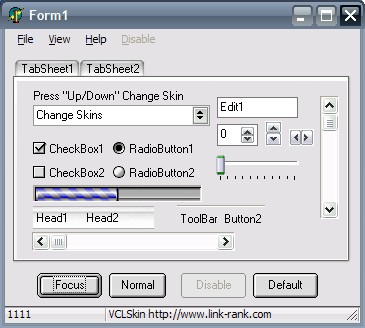 Form1
File View Help Disable
TabSheet1 TabSheet2
Press "Up/Down" Change Skin
Change Skins
Edit1
0
CheckBox1 RadioButton1
CheckBox2 RadioButton2
Head1 Head2
ToolBar Button2
Focus Normal Disable Default
1111 VCLSkin http://www.link-rank.com